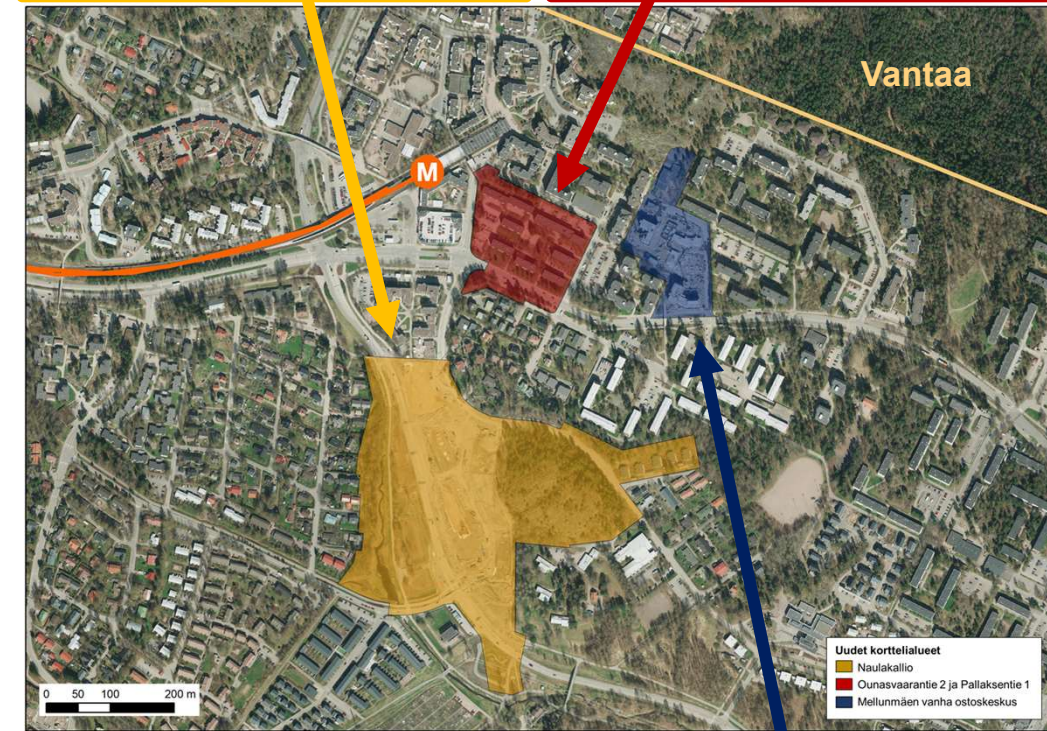 Vantaa
M
0 50 100 200 m
Uudet korttelialueet
Naulakallio
Ounasvaarantie 2 ja Pallaksentie 1
Mellunmäen vanha ostoskeskus